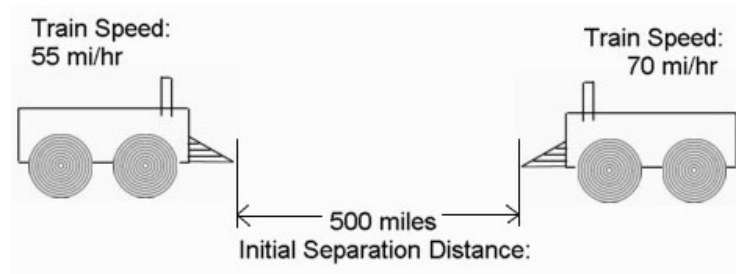 Train Speed:
55 mi/hr
Train Speed:
70 mi/hr
500 miles
Initial Separation Distance: